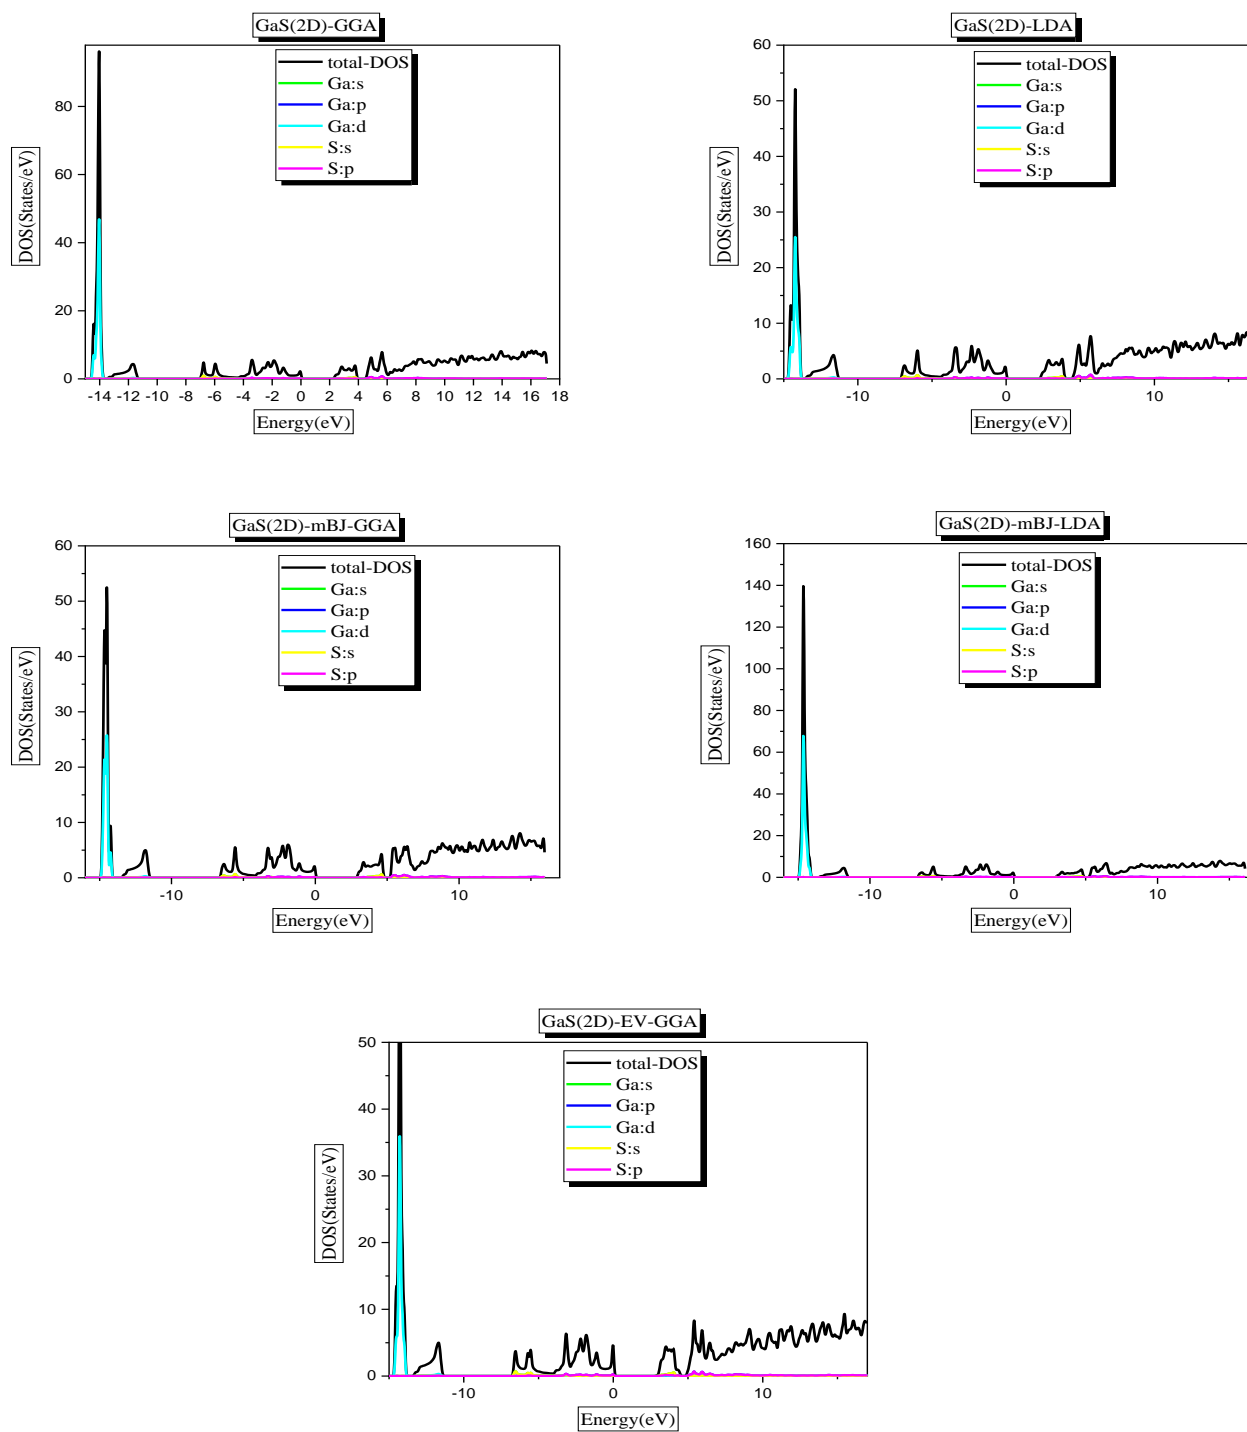 GaS(2D)-GGA
total-DOS
Ga:s
Ga:p
Ga:d
S:s
S:p
DOS(States/eV)
80
60
40
20
0
-14 -12 -10 -8 -6 -4 -2 0 2 4 6 8 10 12 14 16 18
Energy(eV)
GaS(2D)-LDA
total-DOS
Ga:s
Ga:p
Ga:d
S:s
S:p
DOS(States/eV)
60
50
40
30
20
10
0
-10 0 10
Energy(eV)
GaS(2D)-mBJ-GGA
total-DOS
Ga:s
Ga:p
Ga:d
S:s
S:p
DOS(States/eV)
60
50
40
30
20
10
0
-10 0 10
Energy(eV)
GaS(2D)-mBJ-LDA
total-DOS
Ga:s
Ga:p
Ga:d
S:s
S:p
DOS(States/eV)
160
140
120
100
80
60
40
20
0
-10 0 10
Energy(eV)
GaS(2D)-EV-GGA
total-DOS
Ga:s
Ga:p
Ga:d
S:s
S:p
DOS(States/eV)
50
40
30
20
10
0
-10 0 10
Energy(eV)